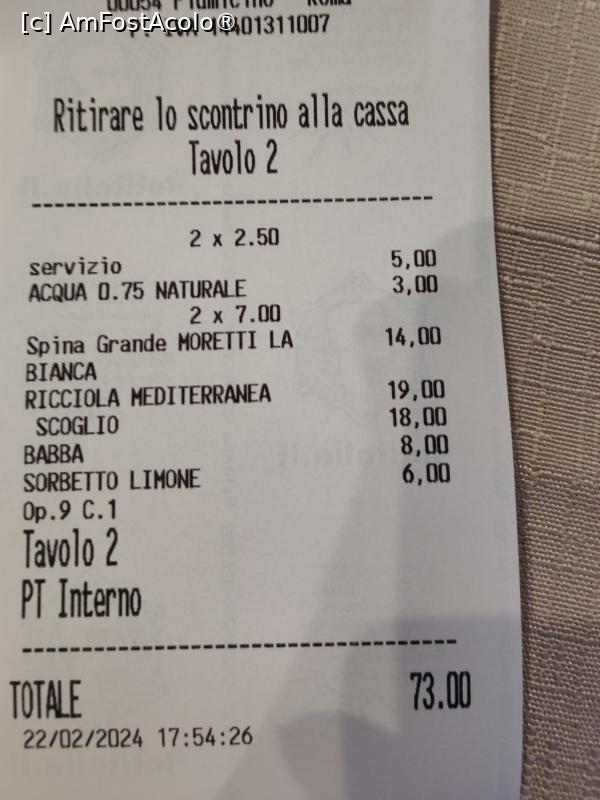 [c] AmFostAcolo®
00054 Fiumicino - Roma
Ritirare lo scontrino alla cassa
Tavolo 2
------------------------------------
2 x 2.50
servizio 5,00
ACQUA 0.75 NATURALE 3,00
2 x 7.00
Spina Grande MORETTI LA 14,00
BIANCA
RICCIOLA MEDITERRANEA 19,00
SCOGLIO 18,00
BABBA 8,00
SORBETTO LIMONE 6,00
Op.9 C.1
Tavolo 2
PT Interno
------------------------------------
TOTALE 73.00
22/02/2024 17:54:26